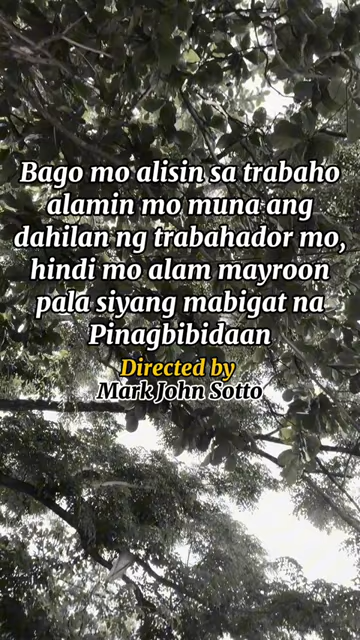 Bago mo alisin sa trabaho
alamin mo muna ang
dahilan ng trabahador mo,
hindi mo alam mayroon
pala siyang mabigat na
Pinagbibidaan
Directed by
Mark John Sotto